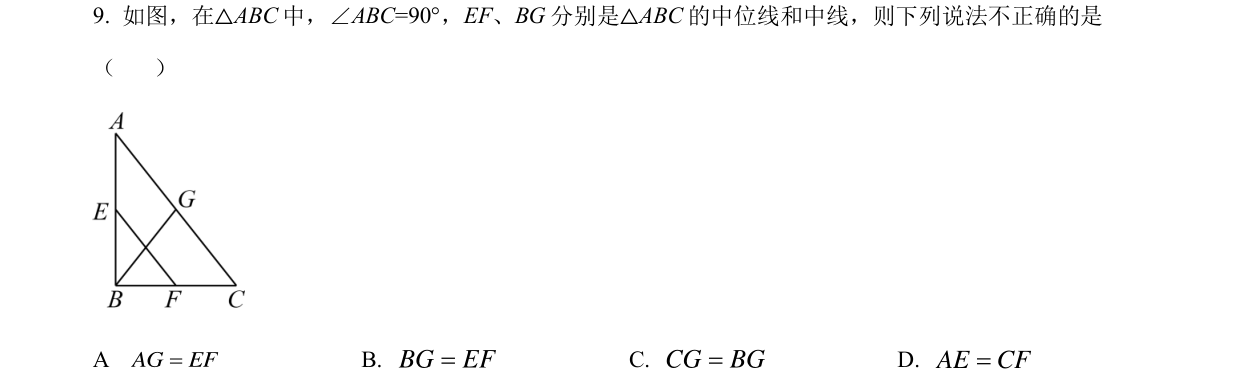 9. 如图，在△ABC中，∠ABC=90°，EF、BG分别是△ABC的中位线和中线，则下列说法不正确的是
（　　）
A
G
E
B F C
A AG = EF B. BG = EF C. CG = BG D. AE = CF